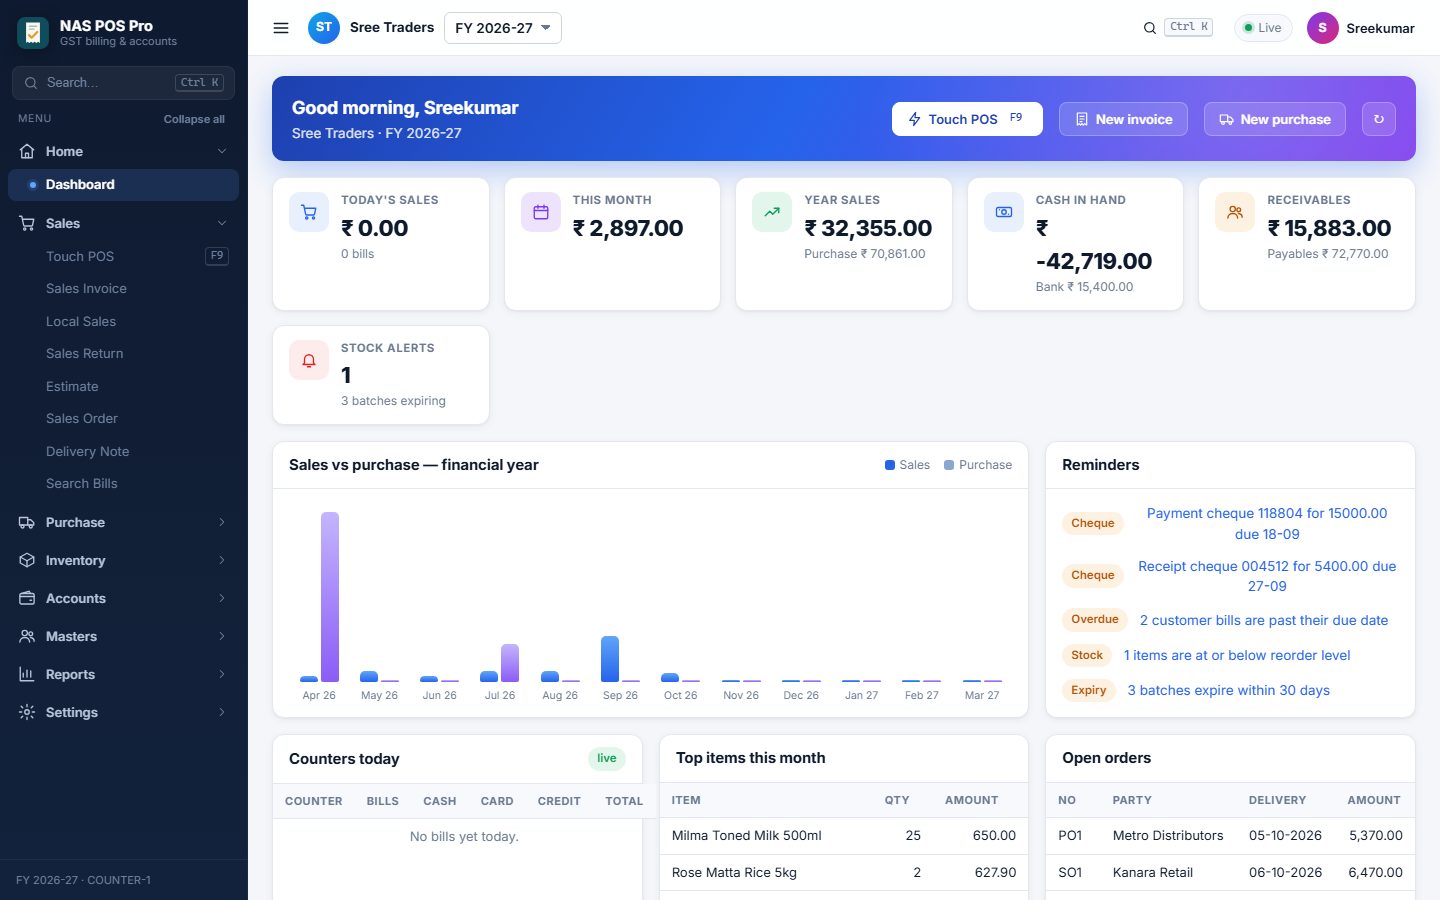 NAS POS Pro
GST billing & accounts
Search... Ctrl K
MENU Collapse all
Home
Dashboard
Sales
Touch POS F9
Sales Invoice
Local Sales
Sales Return
Estimate
Sales Order
Delivery Note
Search Bills
Purchase
Inventory
Accounts
Masters
Reports
Settings
FY 2026-27 · COUNTER-1
ST Sree Traders FY 2026-27
Ctrl K Live S Sreekumar
Good morning, Sreekumar
Sree Traders · FY 2026-27
Touch POS F9 New invoice New purchase ↻
TODAY'S SALES
₹ 0.00
0 bills
THIS MONTH
₹ 2,897.00
YEAR SALES
₹ 32,355.00
Purchase ₹ 70,861.00
CASH IN HAND
₹
-42,719.00
Bank ₹ 15,400.00
RECEIVABLES
₹ 15,883.00
Payables ₹ 72,770.00
STOCK ALERTS
1
3 batches expiring
Sales vs purchase — financial year
Sales Purchase
Apr 26 May 26 Jun 26 Jul 26 Aug 26 Sep 26 Oct 26 Nov 26 Dec 26 Jan 27 Feb 27 Mar 27
Reminders
Cheque Payment cheque 118804 for 15000.00
due 18-09
Cheque Receipt cheque 004512 for 5400.00 due
27-09
Overdue 2 customer bills are past their due date
Stock 1 items are at or below reorder level
Expiry 3 batches expire within 30 days
Counters today live
COUNTER BILLS CASH CARD CREDIT TOTAL
No bills yet today.
Top items this month
ITEM QTY AMOUNT
Milma Toned Milk 500ml 25 650.00
Rose Matta Rice 5kg 2 627.90
Open orders
NO PARTY DELIVERY AMOUNT
PO1 Metro Distributors 05-10-2026 5,370.00
SO1 Kanara Retail 06-10-2026 6,470.00